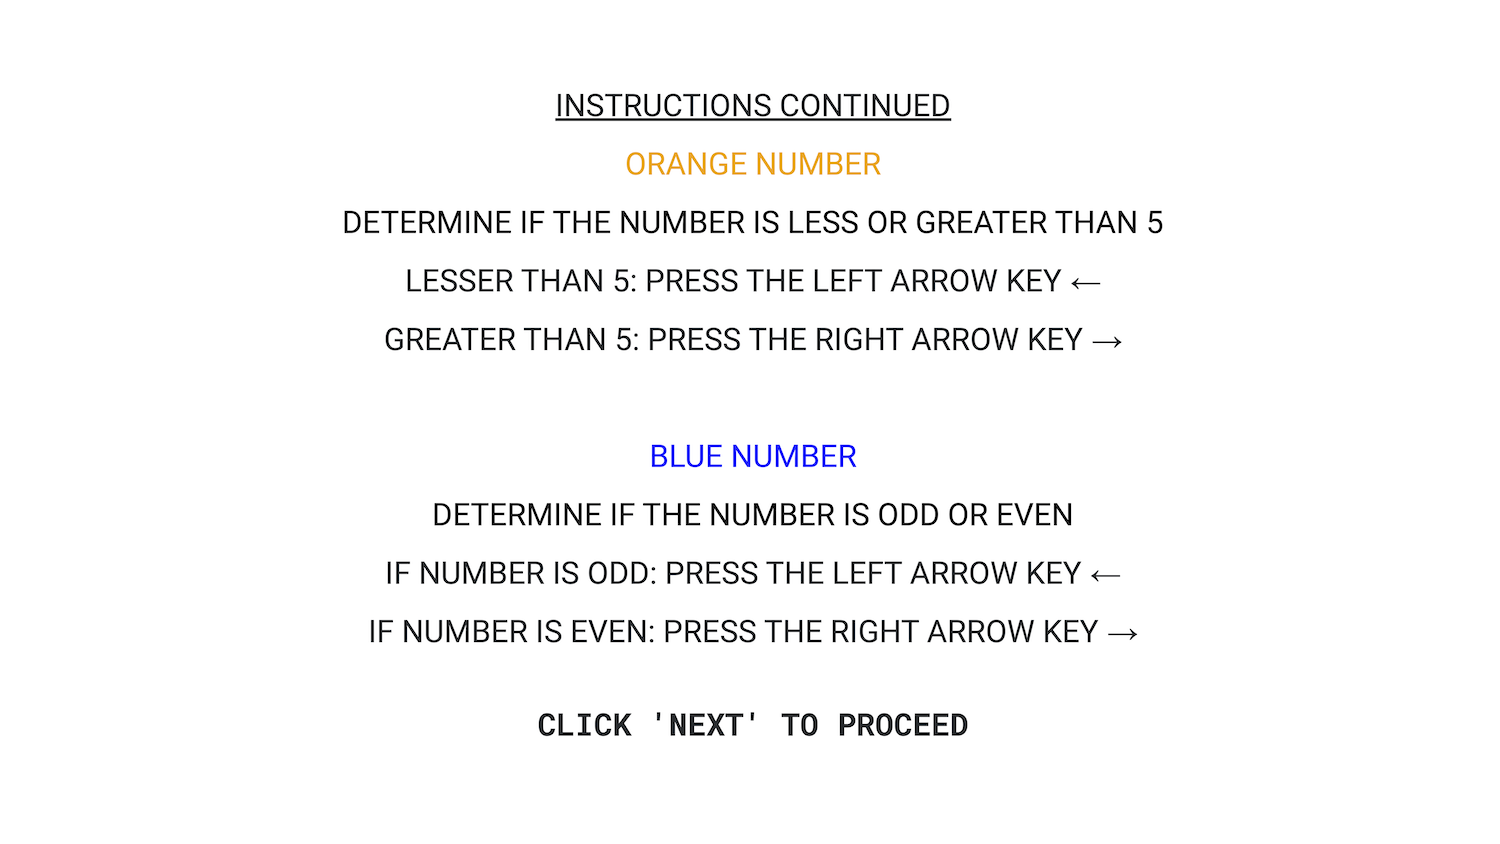 INSTRUCTIONS CONTINUED
ORANGE NUMBER
DETERMINE IF THE NUMBER IS LESS OR GREATER THAN 5
LESSER THAN 5: PRESS THE LEFT ARROW KEY ←
GREATER THAN 5: PRESS THE RIGHT ARROW KEY →
BLUE NUMBER
DETERMINE IF THE NUMBER IS ODD OR EVEN
IF NUMBER IS ODD: PRESS THE LEFT ARROW KEY ←
IF NUMBER IS EVEN: PRESS THE RIGHT ARROW KEY →
CLICK 'NEXT' TO PROCEED